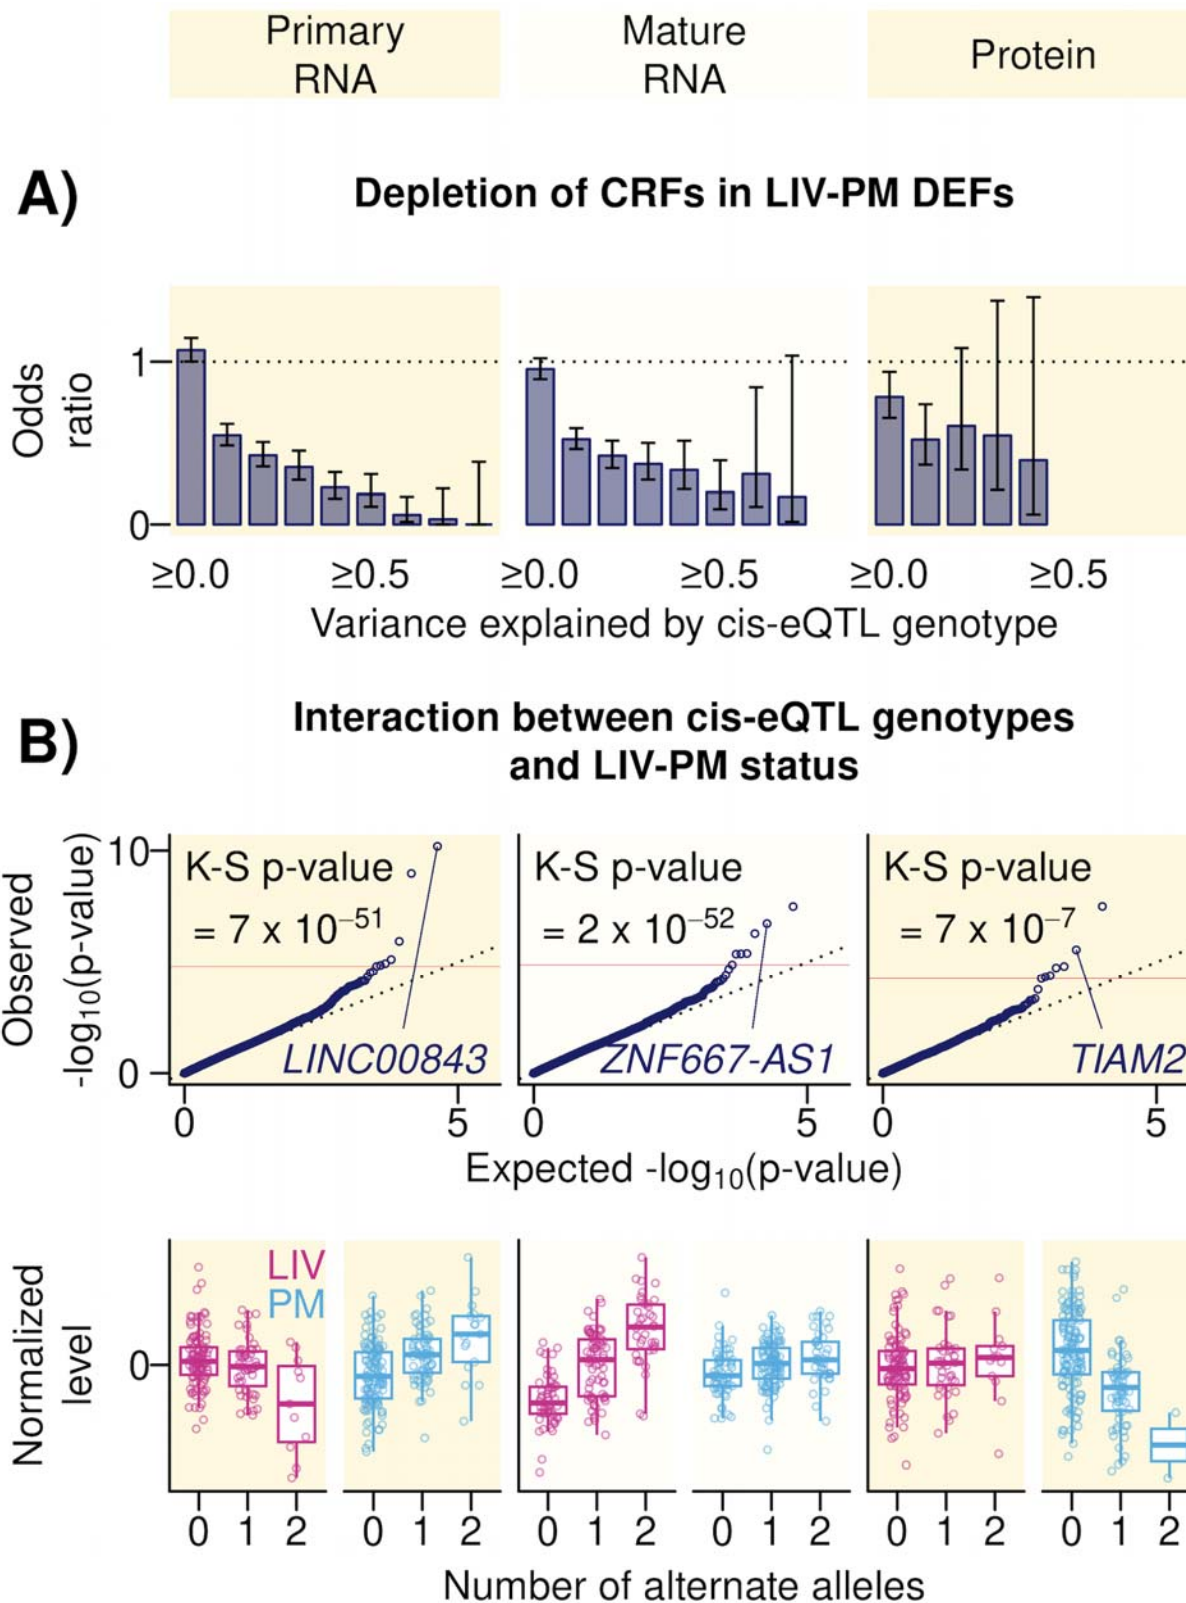 Primary
RNA
Mature
RNA
Protein
A)
Depletion of CRFs in LIV-PM DEFs
Odds
ratio
1
0
≥0.0 ≥0.5 ≥0.0 ≥0.5 ≥0.0 ≥0.5
Variance explained by cis-eQTL genotype
B)
Interaction between cis-eQTL genotypes
and LIV-PM status
Observed
-log₁₀(p-value)
10
0
K-S p-value
= 7 x 10⁻⁵¹
LINC00843
K-S p-value
= 2 x 10⁻⁵²
ZNF667-AS1
K-S p-value
= 7 x 10⁻⁷
TIAM2
0 5 0 5 0 5
Expected -log₁₀(p-value)
Normalized
level
0
LIV
PM
0 1 2 0 1 2 0 1 2 0 1 2 0 1 2 0 1 2
Number of alternate alleles